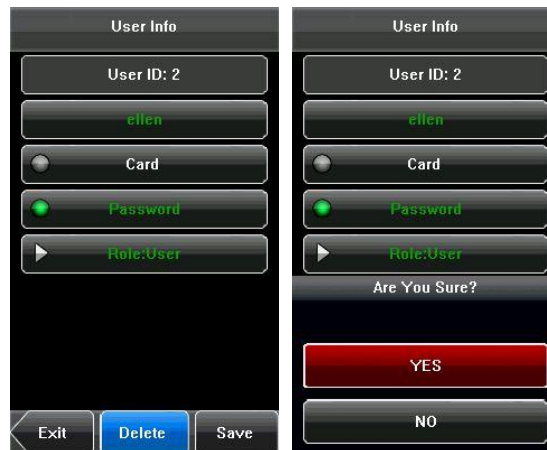 User Info
User ID: 2
ellen
Card
Password
Role:User
Exit
Delete
Save
User Info
User ID: 2
ellen
Card
Password
Role:User
Are You Sure?
YES
NO